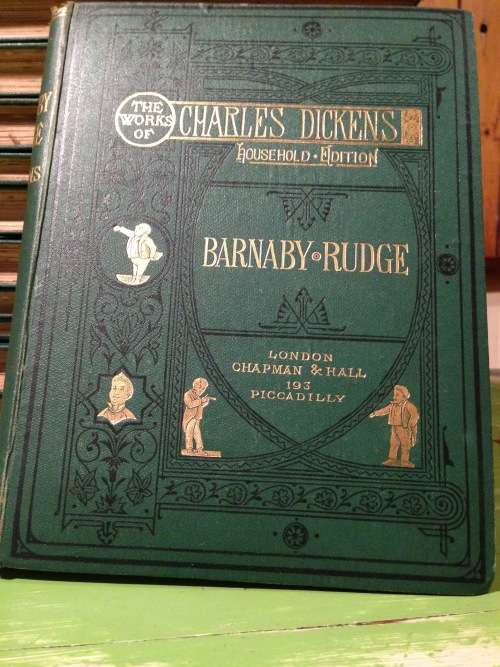 THE
WORKS
OF
CHARLES DICKENS
HOUSEHOLD • EDITION
BARNABY • RUDGE
LONDON
CHAPMAN & HALL
193
PICCADILLY